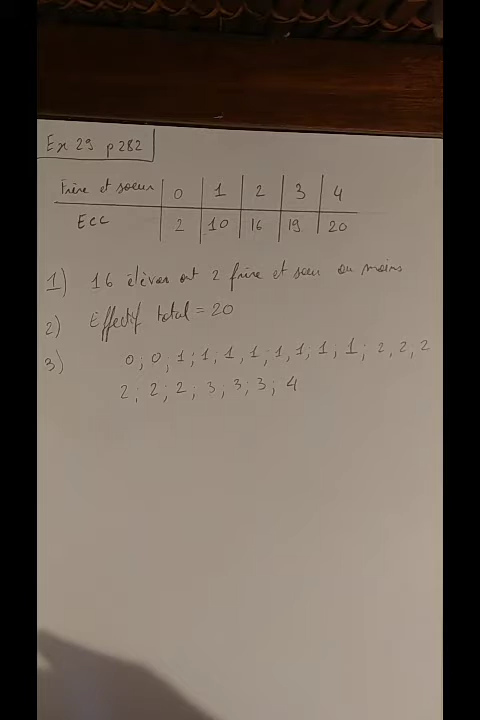 Ex 29 p 282
Frère et soeur 0 1 2 3 4
ECC 2 10 16 19 20
1) 16 élèves ont 2 frère et sœur ou moins
2) Effectif total = 20
3) 0, 0; 1; 1; 1, 1; 1, 1; 1, 1; 2, 2, 2
2; 2; 2; 3; 3; 3; 4